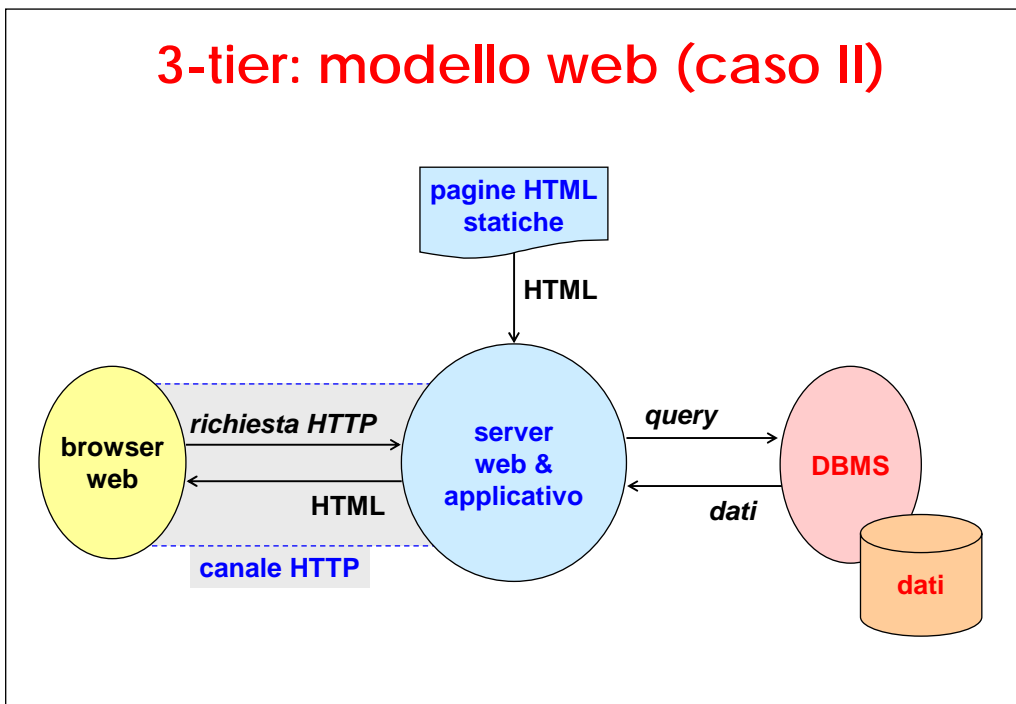 3-tier: modello web (caso II)
pagine HTML
statiche
HTML
browser
web
richiesta HTTP
HTML
canale HTTP
server
web &
applicativo
query
dati
DBMS
dati